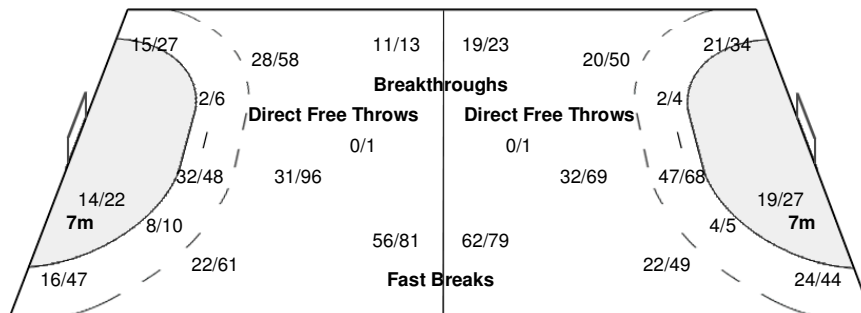 15/27 11/13 19/23 21/34
28/58 20/50
Breakthroughs
2/6 2/4
Direct Free Throws Direct Free Throws
0/1 0/1
32/48 31/96 32/69 47/68
14/22 19/27
7m 8/10 4/5 7m
56/81 62/79
22/61 22/49
16/47 Fast Breaks 24/44